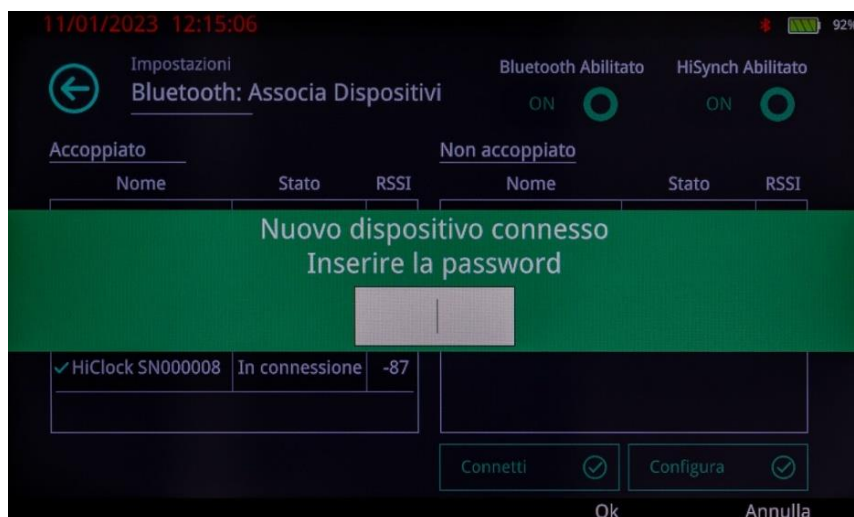 11/01/2023 12:15:06
92%
Impostazioni
Bluetooth: Associa Dispositivi
Bluetooth Abilitato
HiSynch Abilitato
ON
ON
Accoppiato
Non accoppiato
Nome Stato RSSI
Nome Stato RSSI
Nuovo dispositivo connesso
Inserire la password
HiClock SN000008 In connessione -87
Connetti
Configura
Ok
Annulla